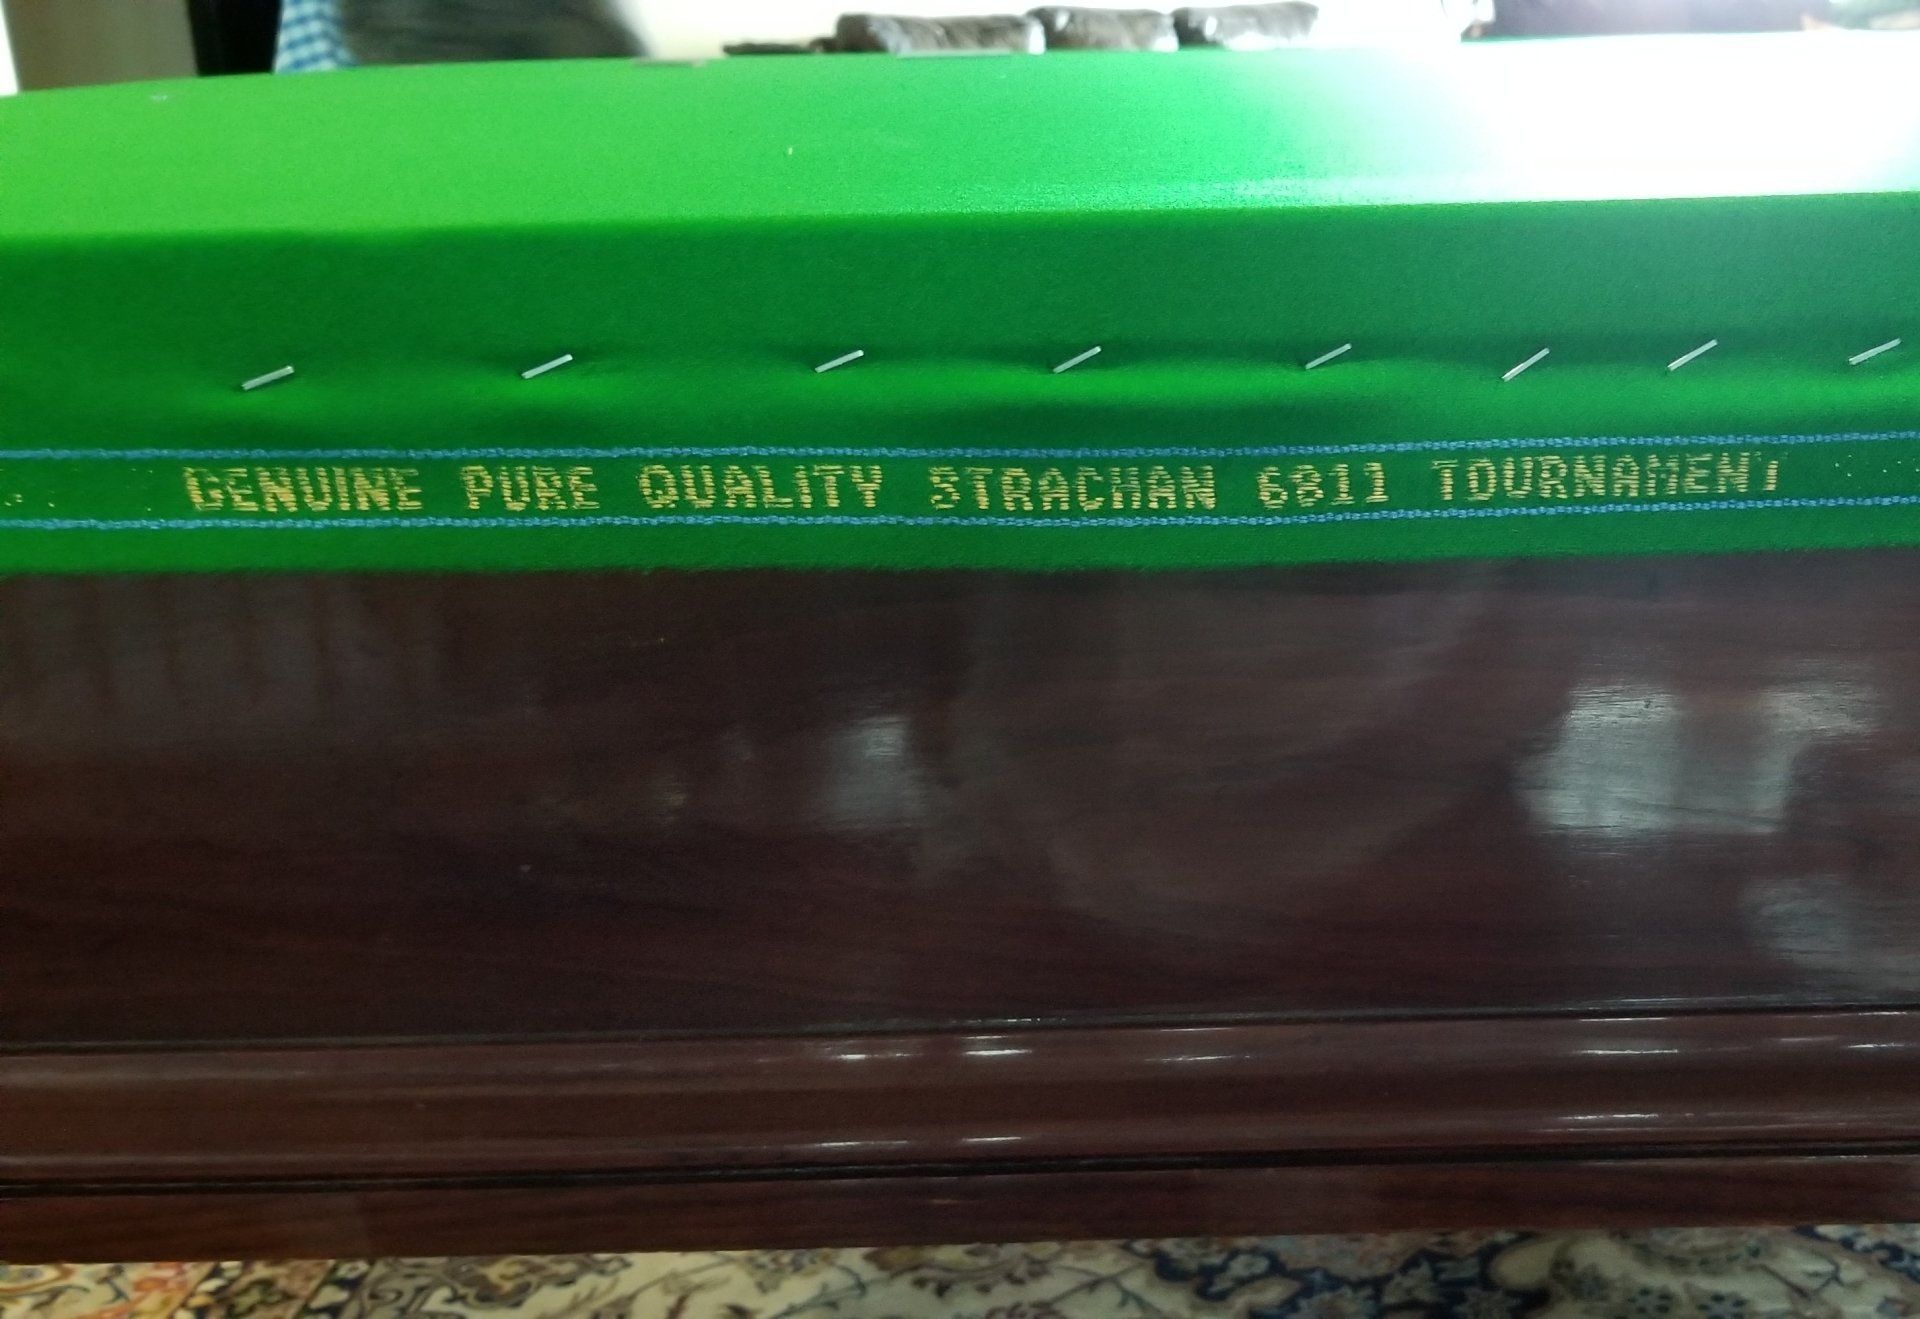 GENUINE PURE QUALITY STRACHAN 6811 TOURNAMENT